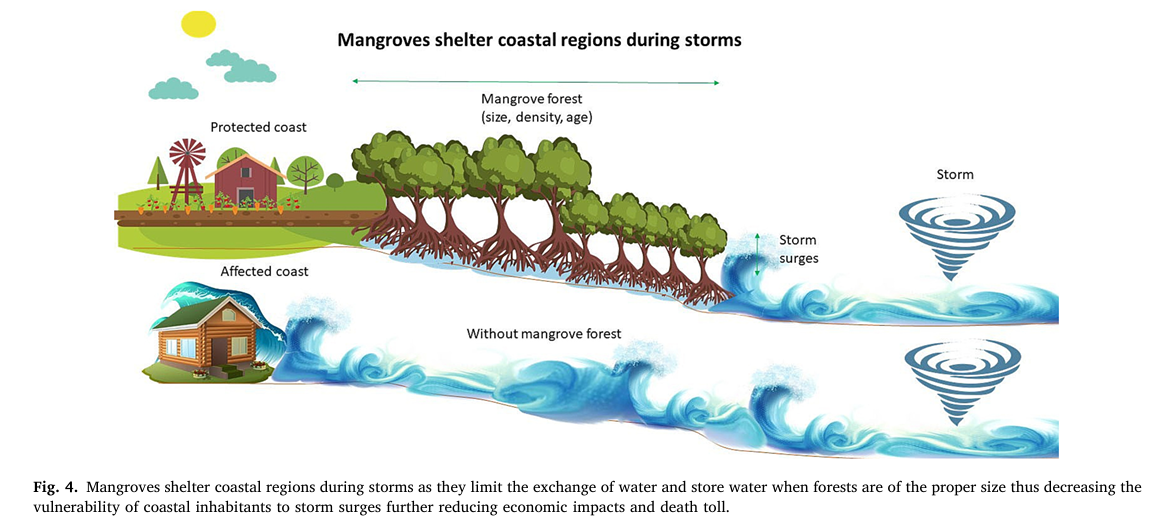 Mangroves shelter coastal regions during storms
Mangrove forest
(size, density, age)
Protected coast
Storm
Storm
surges
Affected coast
Without mangrove forest
Fig. 4. Mangroves shelter coastal regions during storms as they limit the exchange of water and store water when forests are of the proper size thus decreasing the
vulnerability of coastal inhabitants to storm surges further reducing economic impacts and death toll.